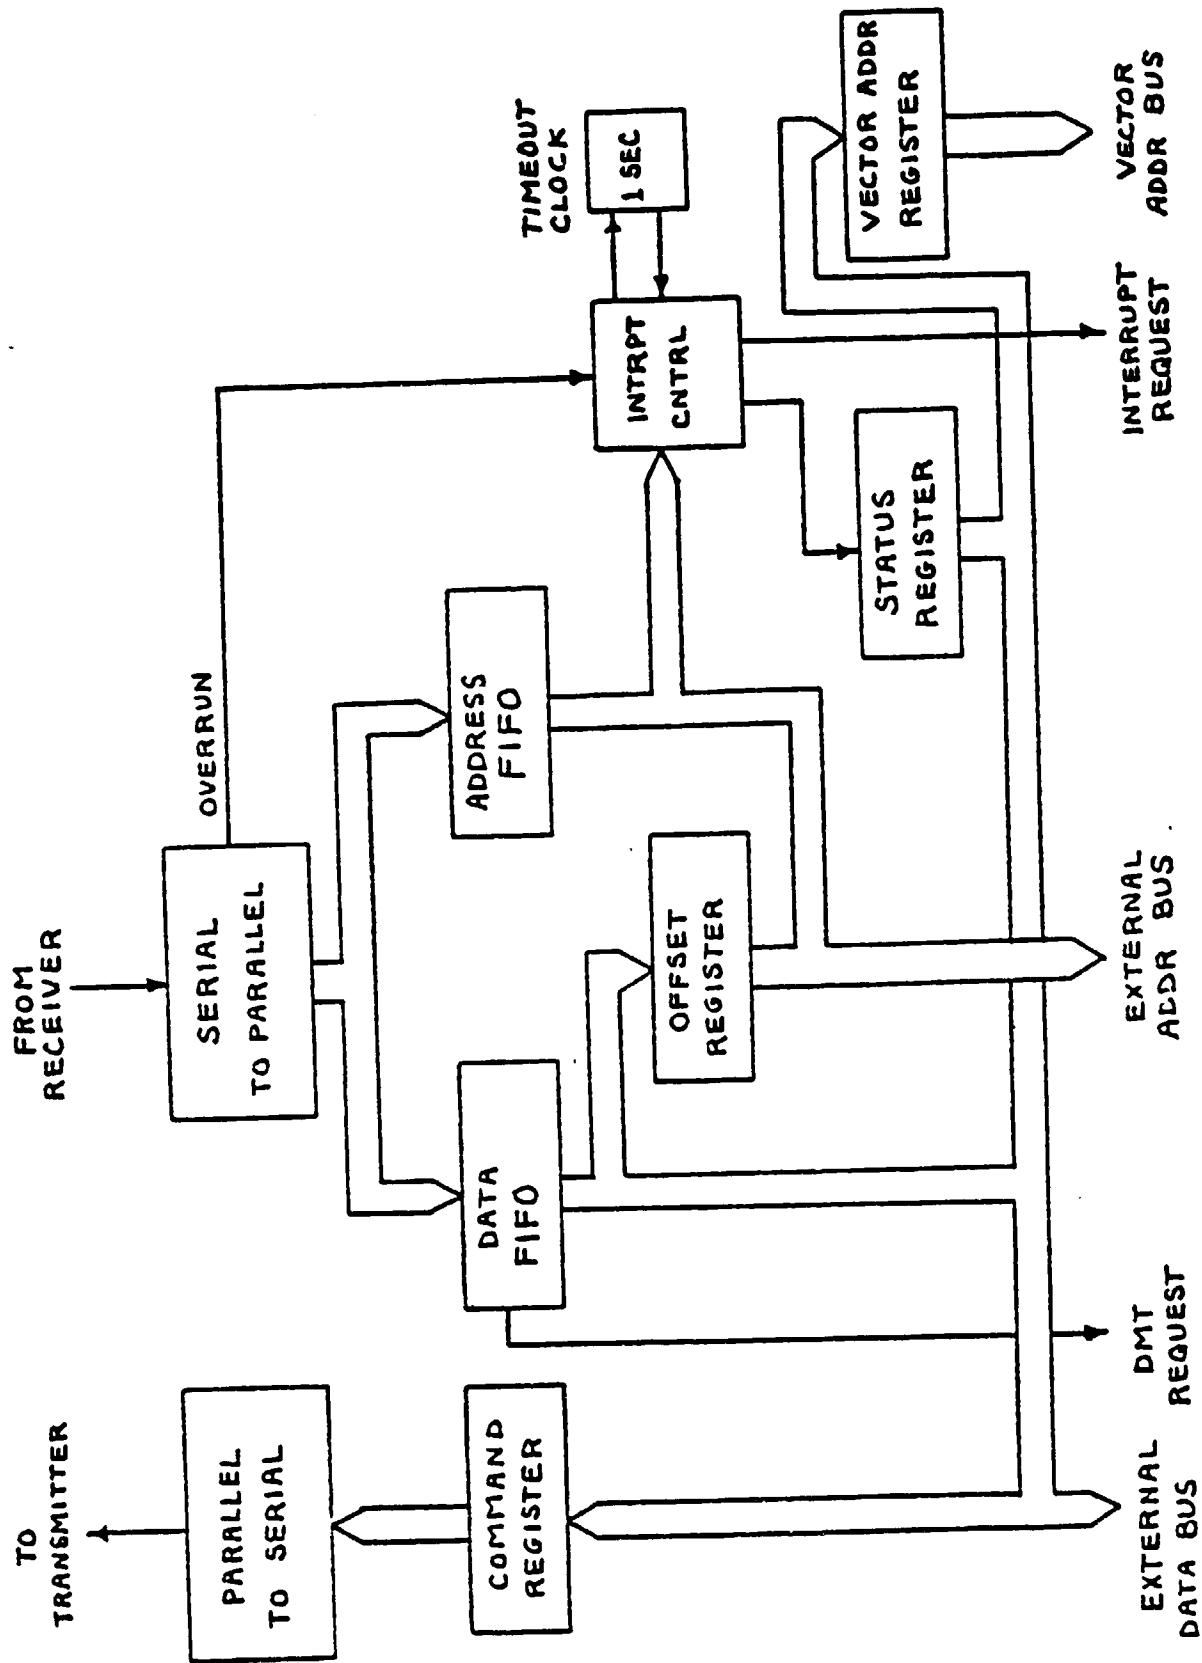 TO
TRANSMITTER
FROM
RECEIVER
PARALLEL
TO SERIAL
SERIAL
TO PARALLEL
OVERRUN
TIMEOUT
CLOCK
1 SEC
COMMAND
REGISTER
DATA
FIFO
ADDRESS
FIFO
INTRPT
CNTRL
OFFSET
REGISTER
STATUS
REGISTER
VECTOR ADDR
REGISTER
EXTERNAL
DATA BUS
DMT
REQUEST
EXTERNAL
ADDR BUS
INTERRUPT
REQUEST
VECTOR
ADDR BUS